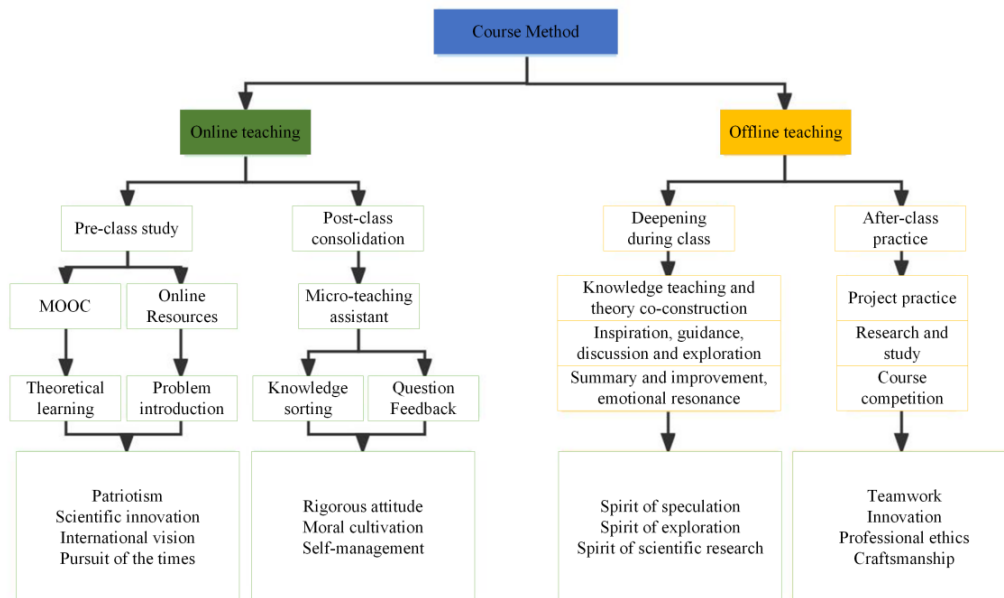 Course Method
Online teaching
Offline teaching
Pre-class study
Post-class
consolidation
Deepening
during class
After-class
practice
MOOC
Online
Resources
Micro-teaching
assistant
Knowledge teaching and
theory co-construction
Inspiration, guidance,
discussion and exploration
Summary and improvement,
emotional resonance
Project practice
Research and
study
Course
competition
Theoretical
learning
Problem
introduction
Knowledge
sorting
Question
Feedback
Patriotism
Scientific innovation
International vision
Pursuit of the times
Rigorous attitude
Moral cultivation
Self-management
Spirit of speculation
Spirit of exploration
Spirit of scientific research
Teamwork
Innovation
Professional ethics
Craftsmanship